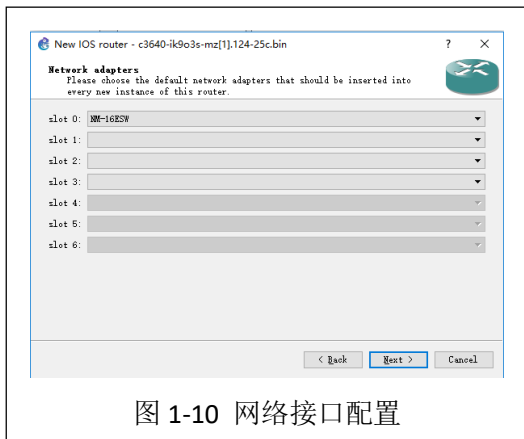 New IOS router - c3640-ik9o3s-mz[1].124-25c.bin ? ×
Network adapters
Please choose the default network adapters that should be inserted into
every new instance of this router.
slot 0: NM-16ESW
slot 1:
slot 2:
slot 3:
slot 4:
slot 5:
slot 6:
< Back Next > Cancel
图 1-10 网络接口配置